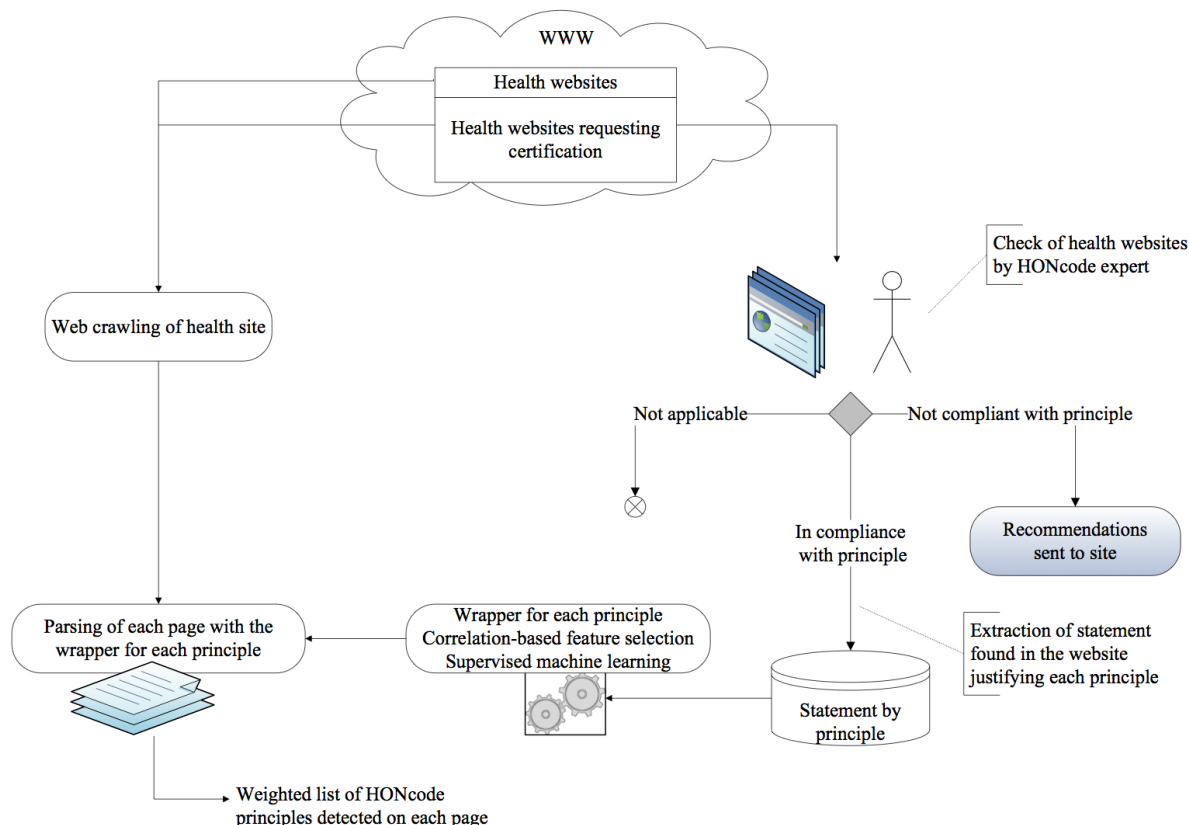 WWW
Health websites
Health websites requesting
certification
Check of health websites
by HONcode expert
Web crawling of health site
Not applicable
Not compliant with principle
In compliance
with principle
Recommendations
sent to site
Parsing of each page with the
wrapper for each principle
Wrapper for each principle
Correlation-based feature selection
Supervised machine learning
Extraction of statement
found in the website
justifying each principle
Statement by
principle
Weighted list of HONcode
principles detected on each page